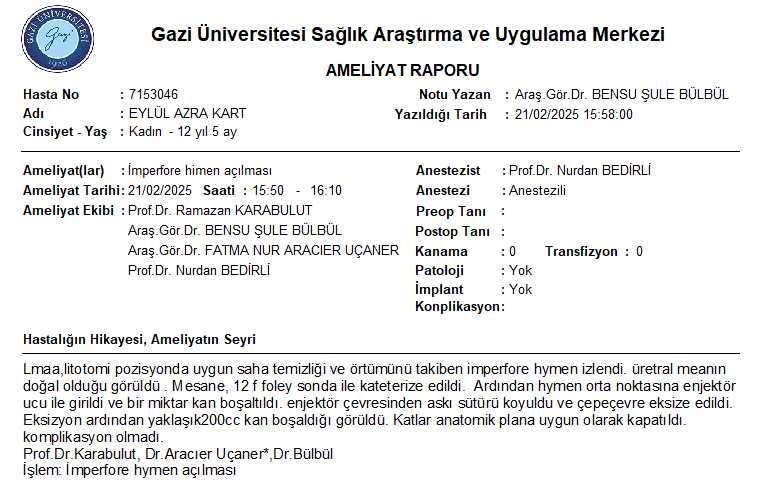 GAZİ ÜNİVERSİTESİ
Gazi
1926
Gazi Üniversitesi Sağlık Araştırma ve Uygulama Merkezi
AMELİYAT RAPORU
Hasta No : 7153046
Notu Yazan : Araş.Gör.Dr. BENSU ŞULE BÜLBÜL
Adı : EYLÜL AZRA KART
Yazıldığı Tarih : 21/02/2025 15:58:00
Cinsiyet - Yaş : Kadın - 12 yıl 5 ay
Ameliyat(lar) : İmperfore himen açılması
Anestezist : Prof.Dr. Nurdan BEDİRLİ
Ameliyat Tarihi: 21/02/2025 Saati : 15:50 - 16:10
Anestezi : Anestezili
Ameliyat Ekibi : Prof.Dr. Ramazan KARABULUT
Preop Tanı :
Araş.Gör.Dr. BENSU ŞULE BÜLBÜL
Postop Tanı :
Araş.Gör.Dr. FATMA NUR ARACIER UÇANER
Kanama : 0 Transfizyon : 0
Prof.Dr. Nurdan BEDİRLİ
Patoloji : Yok
İmplant : Yok
Konplikasyon:
Hastalığın Hikayesi, Ameliyatın Seyri
Lmaa,litotomi pozisyonda uygun saha temizliği ve örtümünü takiben imperfore hymen izlendi. üretral meanın
doğal olduğu görüldü . Mesane, 12 f foley sonda ile kateterize edildi. Ardından hymen orta noktasına enjektör
ucu ile girildi ve bir miktar kan boşaltıldı. enjektör çevresinden askı sütürü koyuldu ve çepeçevre eksize edildi.
Eksizyon ardından yaklaşık200cc kan boşaldığı görüldü. Katlar anatomik plana uygun olarak kapatıldı.
komplikasyon olmadı.
Prof.Dr.Karabulut, Dr.Aracıer Uçaner*,Dr.Bülbül
İşlem: İmperfore hymen açılması